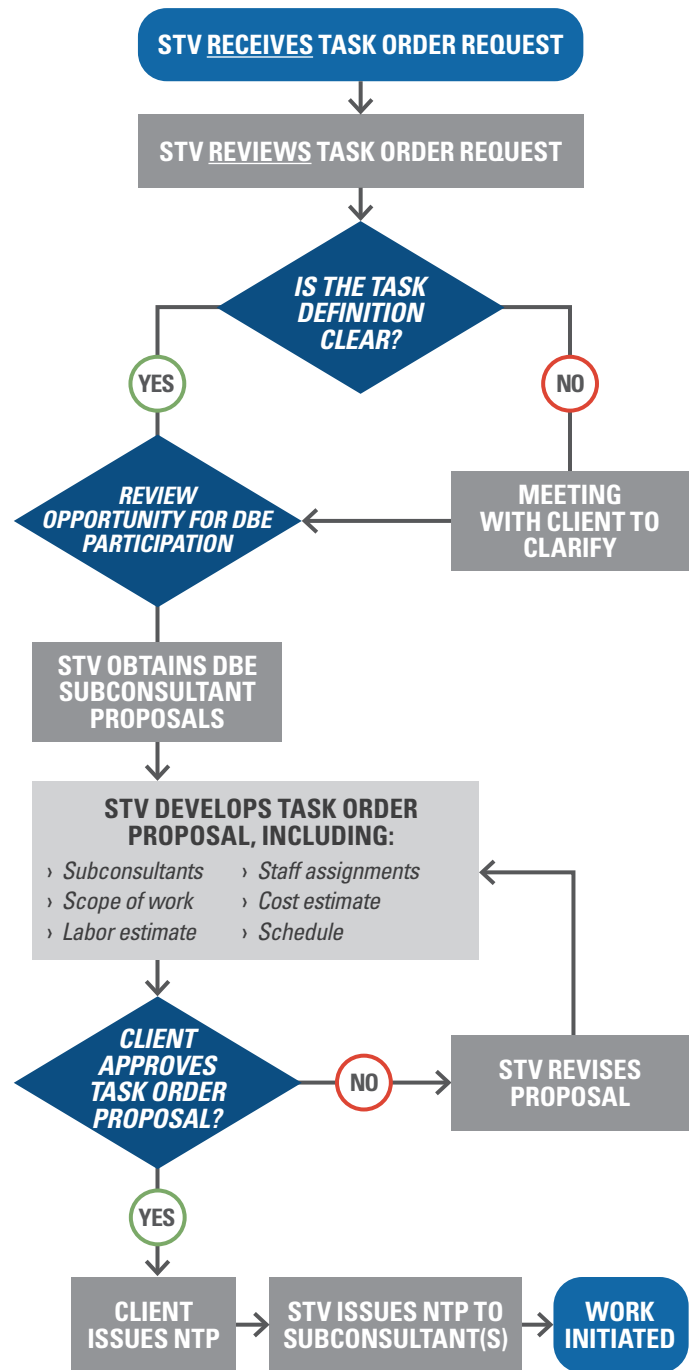 STV RECEIVES TASK ORDER REQUEST
STV REVIEWS TASK ORDER REQUEST
IS THE TASK
DEFINITION
CLEAR?
YES
NO
REVIEW
OPPORTUNITY FOR DBE
PARTICIPATION
MEETING
WITH CLIENT TO
CLARIFY
STV OBTAINS DBE
SUBCONSULTANT
PROPOSALS
STV DEVELOPS TASK ORDER
PROPOSAL, INCLUDING:
› Subconsultants
› Scope of work
› Labor estimate
› Staff assignments
› Cost estimate
› Schedule
CLIENT
APPROVES
TASK ORDER
PROPOSAL?
NO
STV REVISES
PROPOSAL
YES
CLIENT
ISSUES NTP
STV ISSUES NTP TO
SUBCONSULTANT(S)
WORK
INITIATED